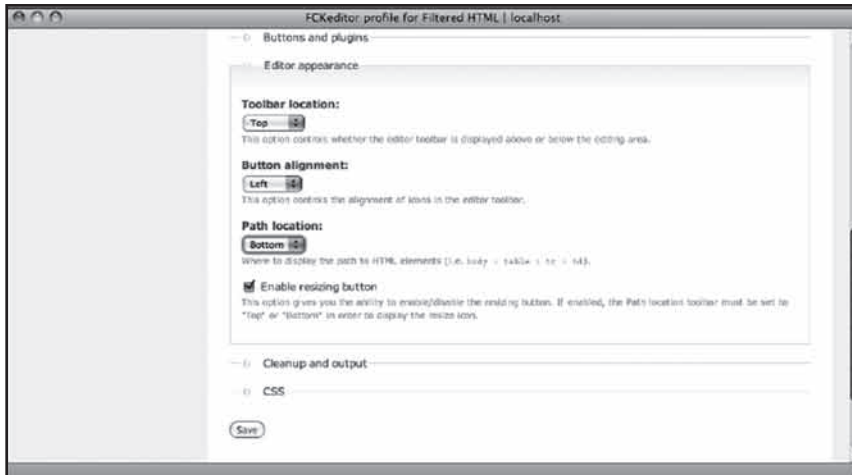 FCKeditor profile for Filtered HTML | localhost
Buttons and plugins
Editor appearance
Toolbar location:
Top
This option controls whether the editor toolbar is displayed above or below the editing area.
Button alignment:
Left
This option controls the alignment of icons in the editor toolbar.
Path location:
Bottom
Where to display the path to HTML elements (i.e. body > table > tr > td).
Enable resizing button
This option gives you the ability to enable/disable the resizing button. If enabled, the Path location toolbar must be set to
"Top" or "Bottom" in order to display the resize icon.
Cleanup and output
CSS
Save